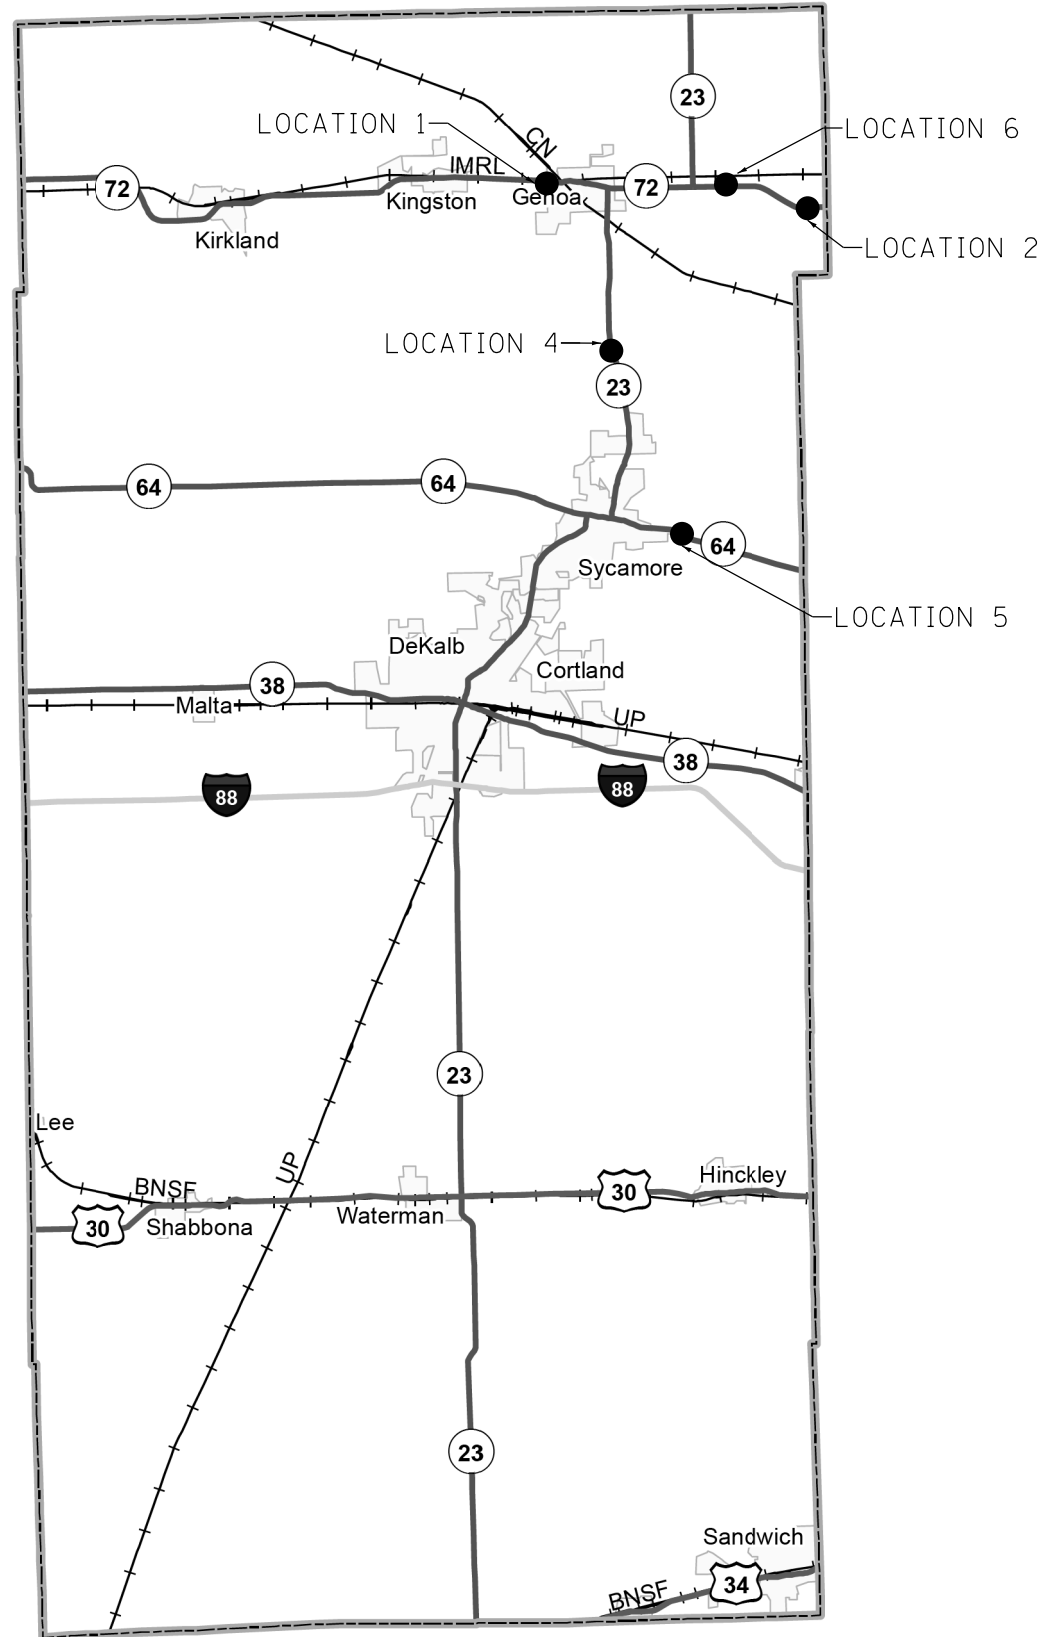 23
LOCATION 1
CN
LOCATION 6
IMRL
72
72
Kingston
Genoa
Kirkland
LOCATION 2
LOCATION 4
23
64
64
64
Sycamore
LOCATION 5
DeKalb
Cortland
38
Malta
UP
38
88
88
23
Lee
UP
BNSF
Hinckley
30
30
Shabbona
Waterman
23
Sandwich
34
BNSF